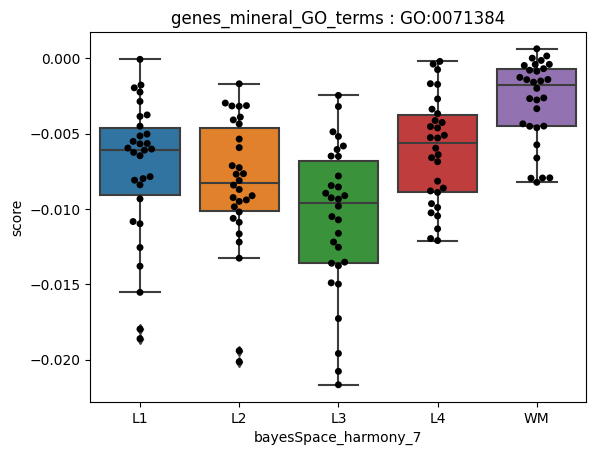 genes_mineral_GO_terms : GO:0071384
0.000
−0.005
−0.010
−0.015
−0.020
score
L1 L2 L3 L4 WM
bayesSpace_harmony_7